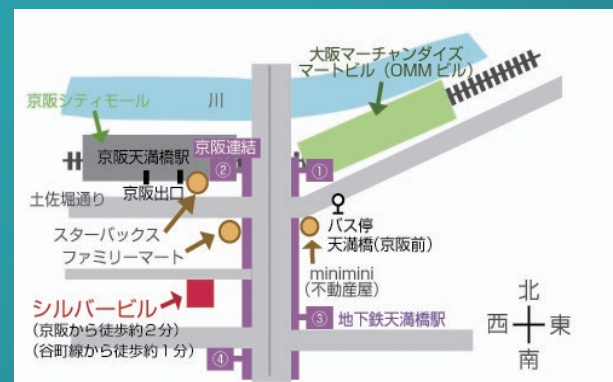 大阪マーチャンダイズ
マートビル（OMMビル）
京阪シティモール
川
京阪連結
京阪天満橋駅
②
①
京阪出口
土佐堀通り
バス停
天満橋(京阪前)
スターバックス
ファミリーマート
minimini
(不動産屋)
シルバービル
(京阪から徒歩約２分)
(谷町線から徒歩約１分)
③ 地下鉄天満橋駅
④
北
西
東
南